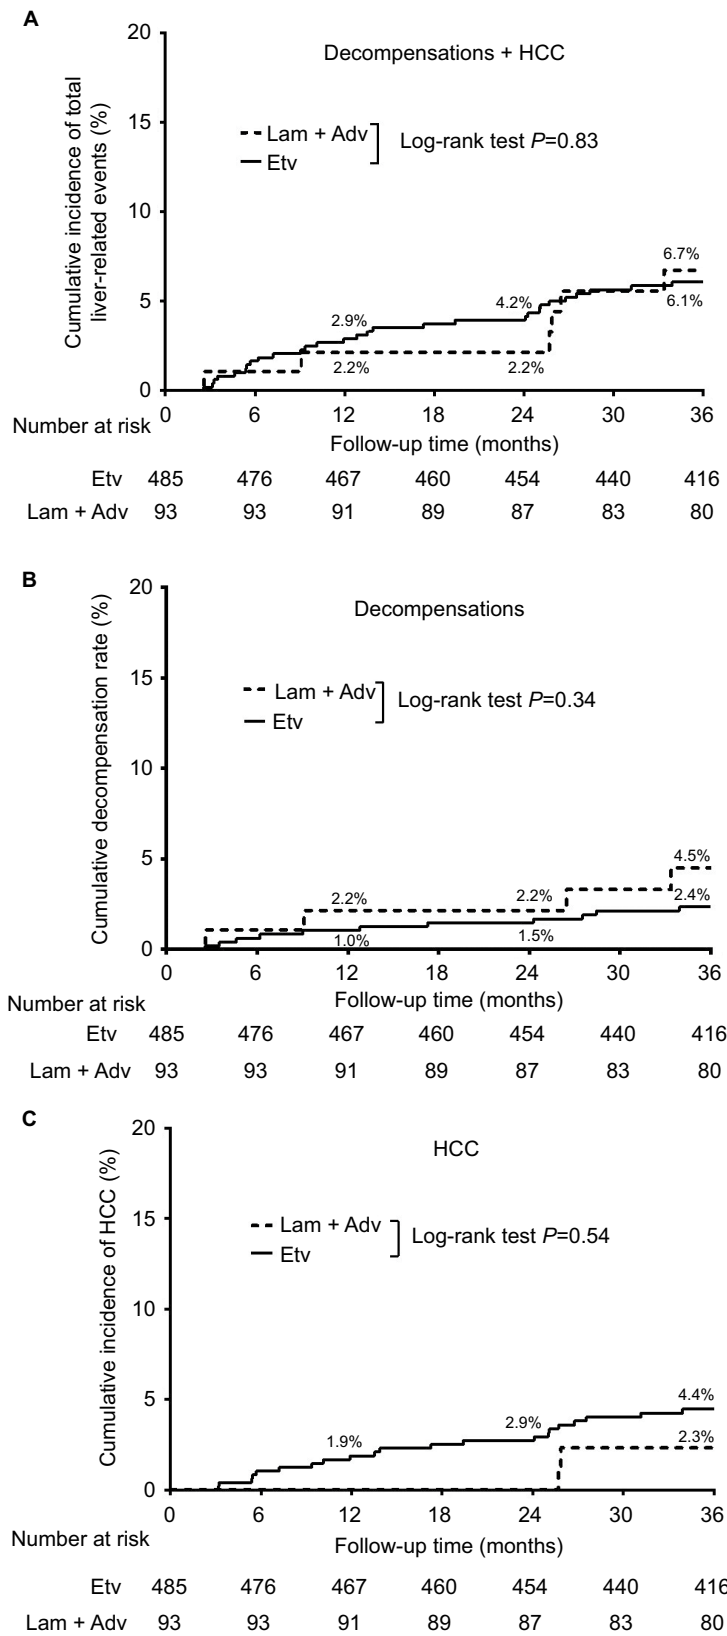 A
Decompensations + HCC
Cumulative incidence of total
liver-related events (%)
20
15
10
5
0
Lam + Adv
Etv
Log-rank test P=0.83
2.9%
4.2%
6.7%
2.2%
2.2%
6.1%
0 6 12 18 24 30 36
Follow-up time (months)
Number at risk
Etv 485 476 467 460 454 440 416
Lam + Adv 93 93 91 89 87 83 80
B
Decompensations
Cumulative decompensation rate (%)
20
15
10
5
0
Lam + Adv
Etv
Log-rank test P=0.34
2.2%
2.2%
4.5%
1.0%
1.5%
2.4%
0 6 12 18 24 30 36
Follow-up time (months)
Number at risk
Etv 485 476 467 460 454 440 416
Lam + Adv 93 93 91 89 87 83 80
C
HCC
Cumulative incidence of HCC (%)
20
15
10
5
0
Lam + Adv
Etv
Log-rank test P=0.54
1.9%
2.9%
4.4%
2.3%
0 6 12 18 24 30 36
Follow-up time (months)
Number at risk
Etv 485 476 467 460 454 440 416
Lam + Adv 93 93 91 89 87 83 80